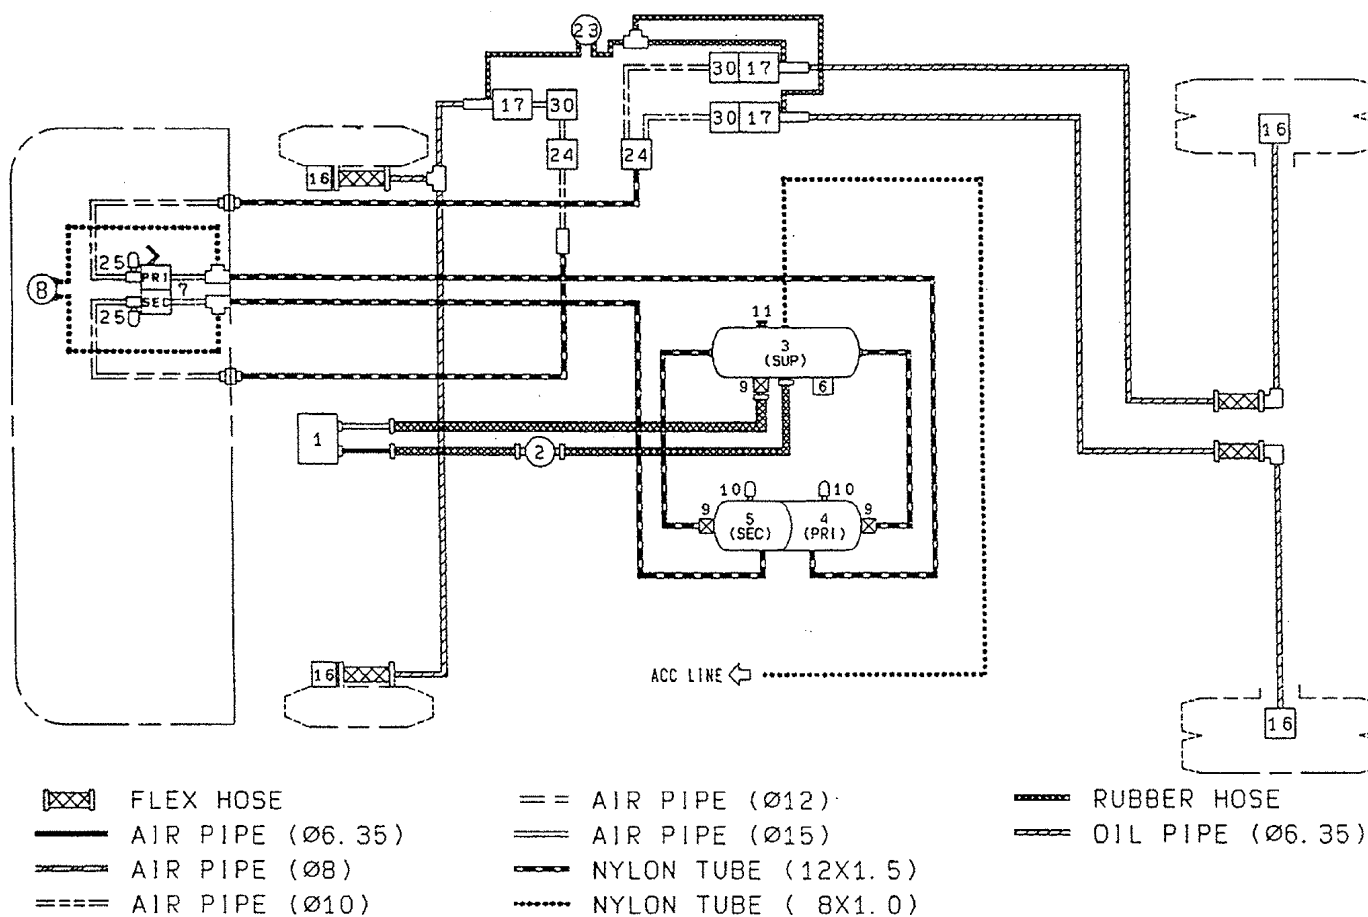 23
30 17
17 30
30 17
24
24
16
16
25
PRI
7
8
SEC
25
11
3
(SUP)
9
6
1
2
10
10
9
5
(SEC)
4
(PRI)
9
16
ACC LINE
16
FLEX HOSE
AIR PIPE (Ø6.35)
AIR PIPE (Ø8)
AIR PIPE (Ø10)
AIR PIPE (Ø12)
AIR PIPE (Ø15)
NYLON TUBE (12X1.5)
NYLON TUBE ( 8X1.0)
RUBBER HOSE
OIL PIPE (Ø6.35)